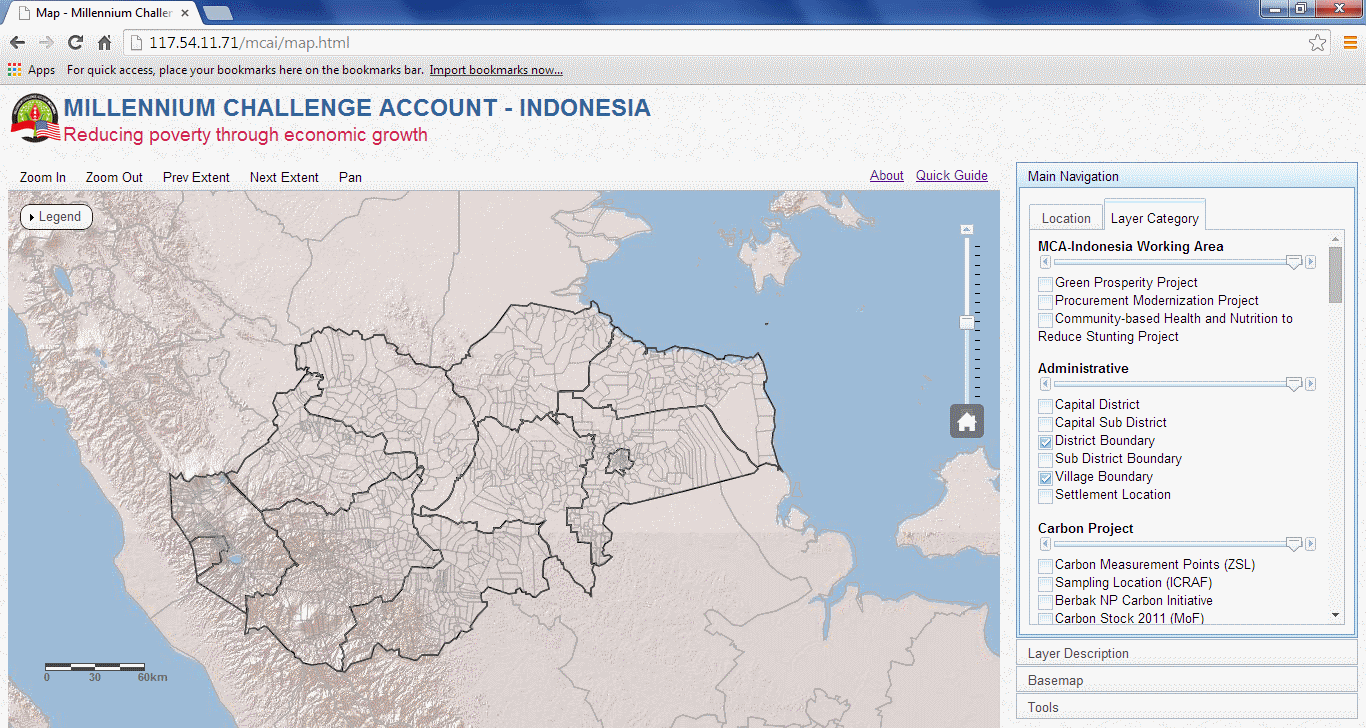 Map - Millennium Challer
117.54.11.71/mcai/map.html
Apps For quick access, place your bookmarks here on the bookmarks bar. Import bookmarks now...
MILLENNIUM CHALLENGE ACCOUNT - INDONESIA
Reducing poverty through economic growth
Zoom In Zoom Out Prev Extent Next Extent Pan About Quick Guide
Legend
0 30 60km
Main Navigation
Location Layer Category
MCA-Indonesia Working Area
Green Prosperity Project
Procurement Modernization Project
Community-based Health and Nutrition to
Reduce Stunting Project
Administrative
Capital District
Capital Sub District
District Boundary
Sub District Boundary
Village Boundary
Settlement Location
Carbon Project
Carbon Measurement Points (ZSL)
Sampling Location (ICRAF)
Berbak NP Carbon Initiative
Carbon Stock 2011 (MoF)
Layer Description
Basemap
Tools